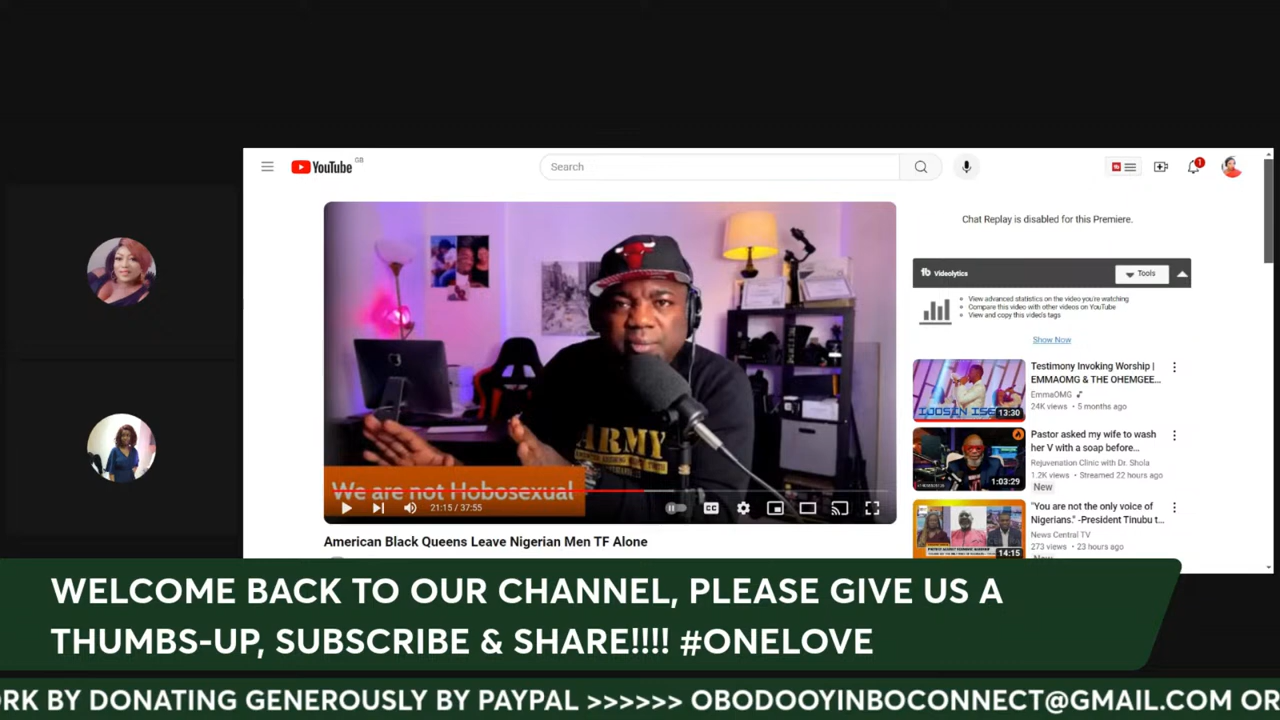 YouTube
GB
Search
1
Chat Replay is disabled for this Premiere.
Videolytics
Tools
View advanced statistics on the video you're watching
Compare this video with other videos on YouTube
View and copy this video's tags
Show Now
ARMY
We are not Hobosexual
21:15 / 37:55
CC
American Black Queens Leave Nigerian Men TF Alone
IJOSIN ISE
13:30
Testimony Invoking Worship |
EMMAOMG & THE OHEMGEE...
EmmaOMG
24K views • 5 months ago
1:03:29
Pastor asked my wife to wash
her V with a soap before...
Rejuvenation Clinic with Dr. Shola
1.2K views • Streamed 22 hours ago
New
14:15
"You are not the only voice of
Nigerians." -President Tinubu t...
News Central TV
273 views • 23 hours ago
WELCOME BACK TO OUR CHANNEL, PLEASE GIVE US A
THUMBS-UP, SUBSCRIBE & SHARE!!!! #ONELOVE
ORK BY DONATING GENEROUSLY BY PAYPAL >>>>>> OBODOOYINBOCONNECT@GMAIL.COM OR